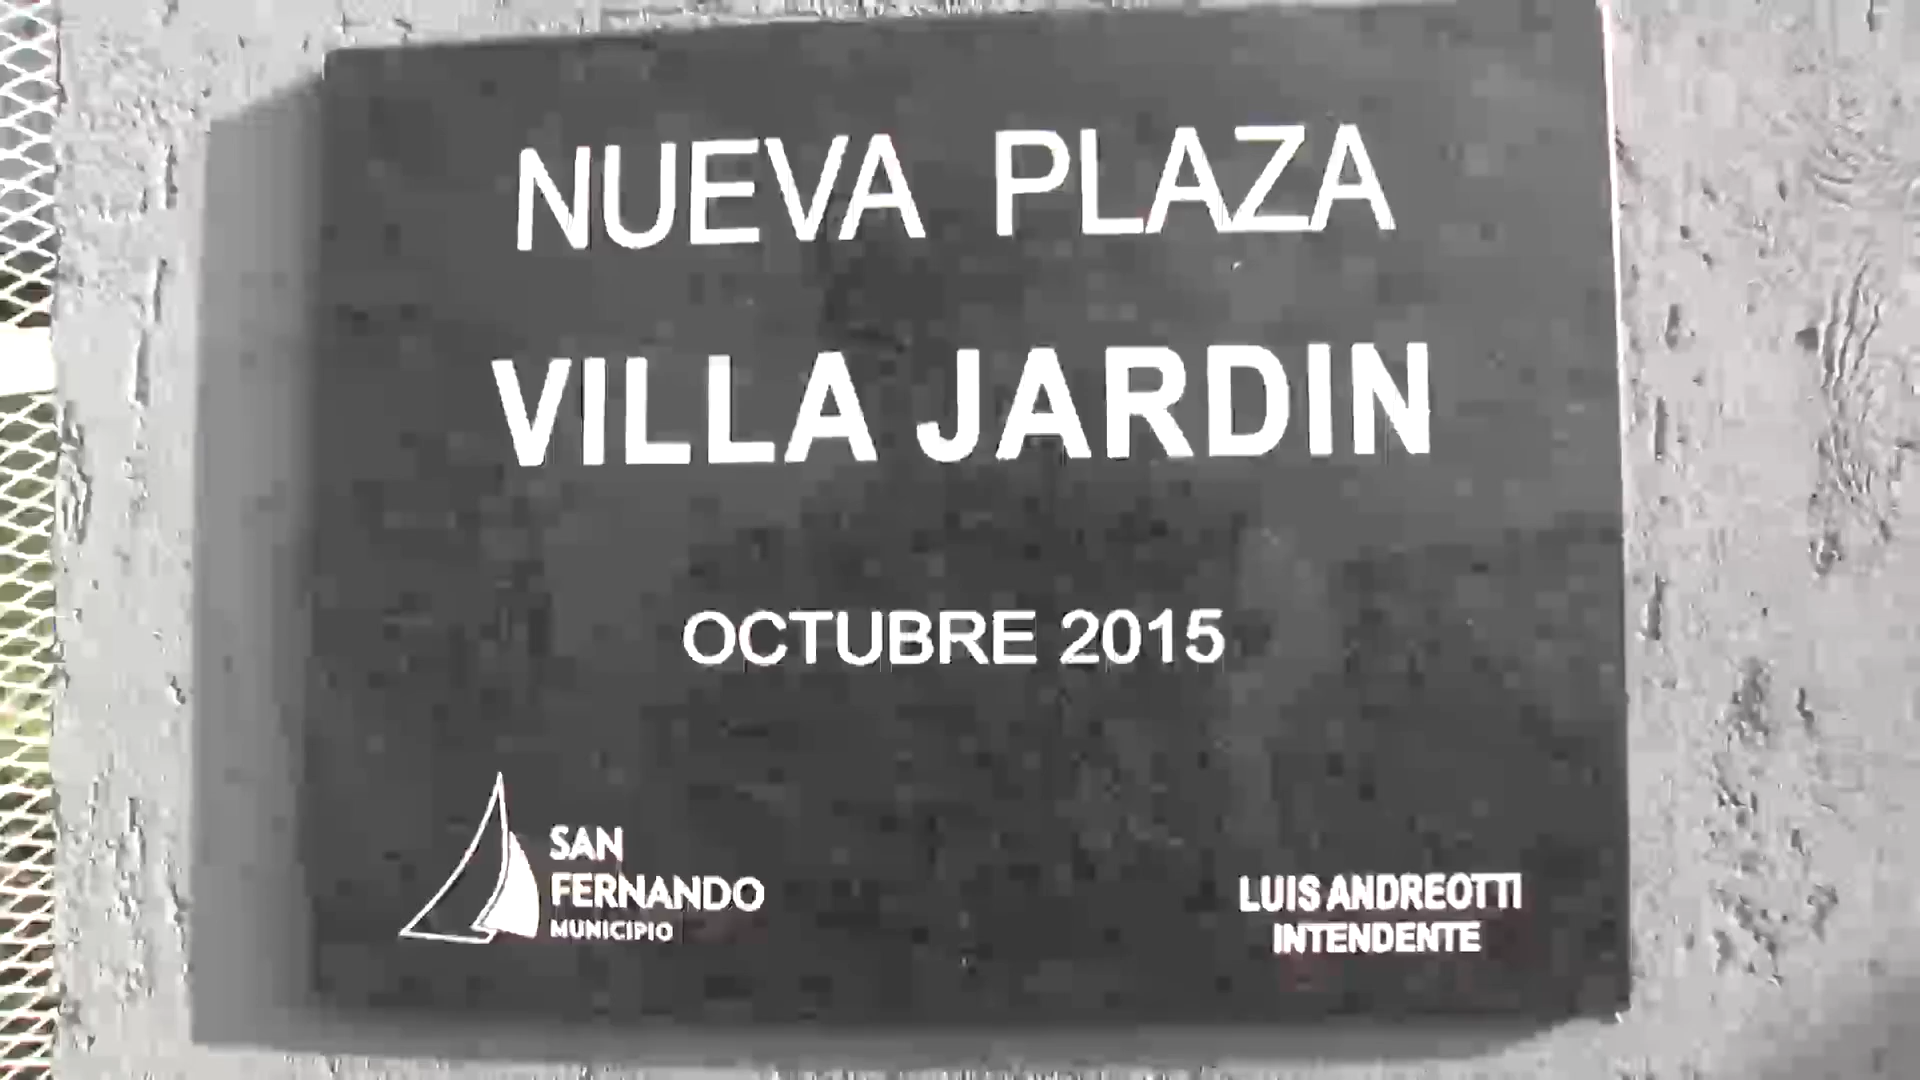 NUEVA PLAZA
VILLA JARDIN
OCTUBRE 2015
SAN
FERNANDO
MUNICIPIO
LUIS ANDREOTTI
INTENDENTE